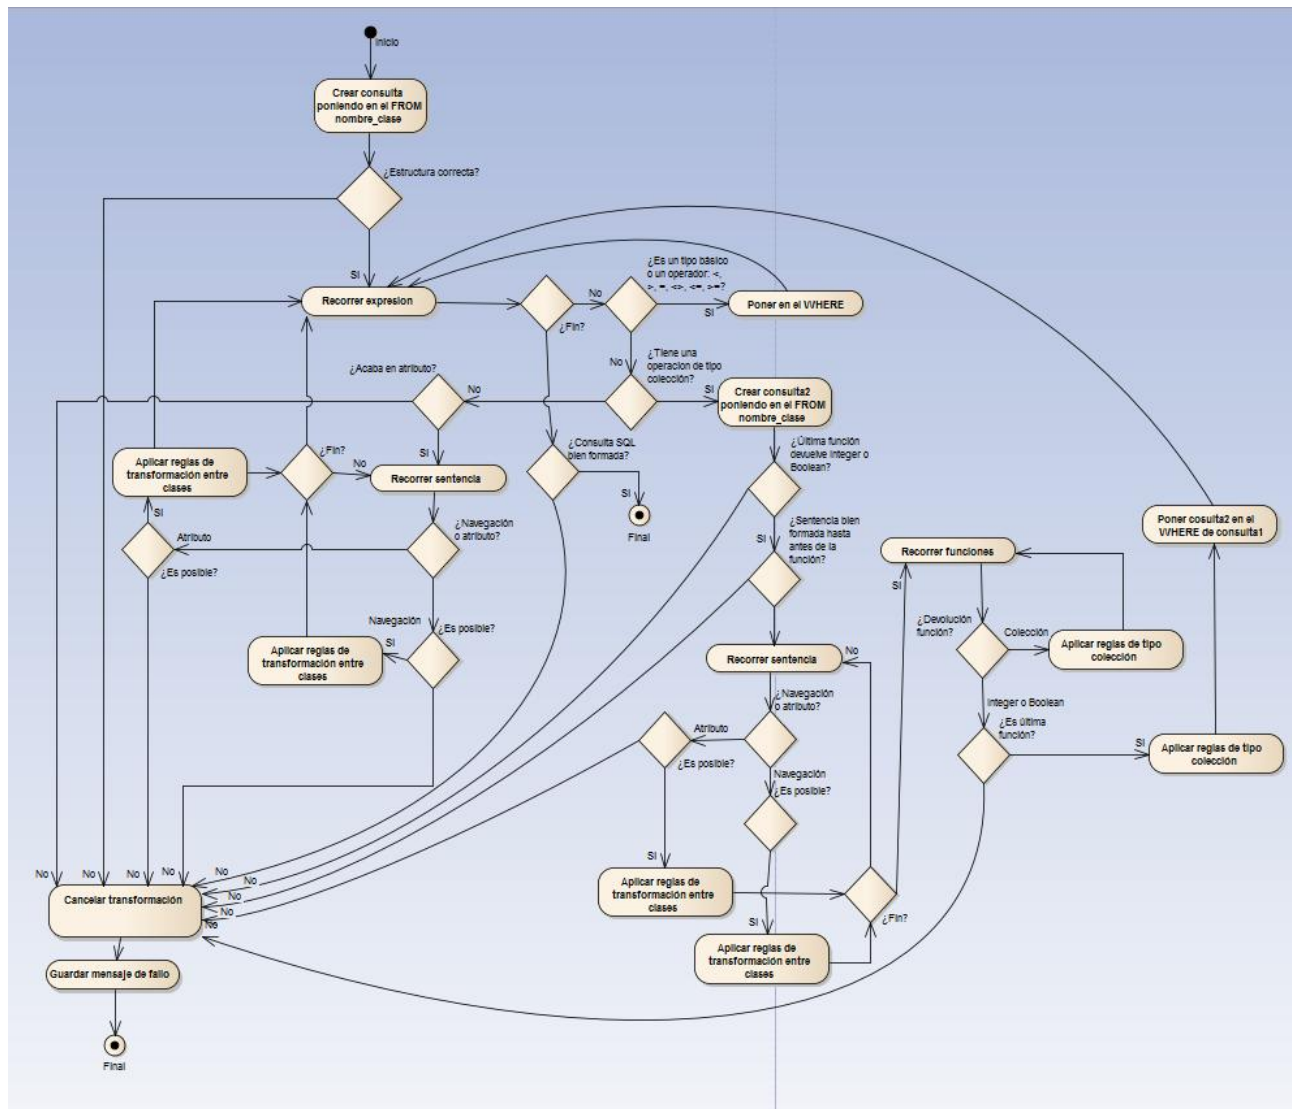 Inicio
Crear consulta
poniendo en el FROM
nombre_clase
¿Estructura correcta?
SI
Recorrer expresion
¿Fin?
No
¿Es un tipo básico
o un operador: <,
>, =, <>, <=, >=?
SI
Poner en el WHERE
No
¿Tiene una
operacion de tipo
colección?
SI
Crear consulta2
poniendo en el FROM
nombre_clase
No
¿Acaba en atributo?
SI
Recorrer sentencia
¿Fin?
No
Aplicar reglas de
transformación entre
clases
SI
Atributo
¿Es posible?
¿Navegación
o atributo?
Navegación
¿Es posible?
SI
Aplicar reglas de
transformación entre
clases
¿Consulta SQL
bien formada?
SI
Final
¿Última función
devuelve Integer o
Boolean?
¿Sentencia bien
formada hasta
antes de la
función?
SI
Recorrer sentencia
No
¿Navegación
o atributo?
Atributo
¿Es posible?
Navegación
¿Es posible?
SI
Aplicar reglas de
transformación entre
clases
SI
Aplicar reglas de
transformación entre
clases
¿Fin?
SI
Recorrer funciones
¿Devolución
función?
Colección
Aplicar reglas de tipo
colección
Integer o Boolean
¿Es última
función?
SI
Aplicar reglas de tipo
colección
Poner cosulta2 en el
WHERE de consulta1
No
No
No
No
No
No
No
No
No
Cancelar transformación
Guardar mensaje de fallo
Final